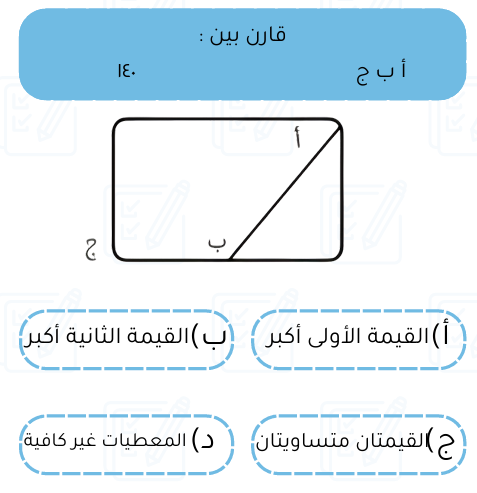 قارن بين :
أ ب ج ١٤٠
أ
ب
ج
أ) القيمة الأولى أكبر
ب) القيمة الثانية أكبر
ج) القيمتان متساويتان
د) المعطيات غير كافية